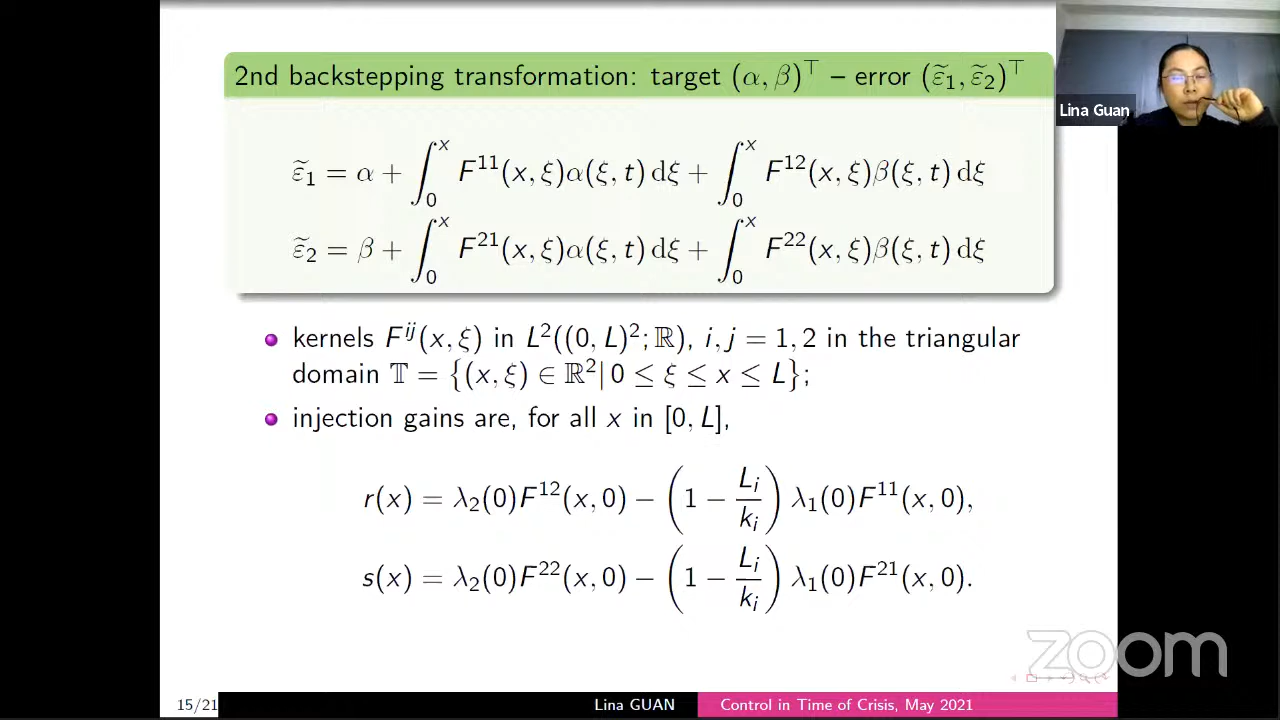 2nd backstepping transformation: target (α, β)⊤ – error (ε̃₁, ε̃₂)⊤
ε̃₁ = α + ∫₀ˣ F¹¹(x, ξ)α(ξ, t) dξ + ∫₀ˣ F¹²(x, ξ)β(ξ, t) dξ
ε̃₂ = β + ∫₀ˣ F²¹(x, ξ)α(ξ, t) dξ + ∫₀ˣ F²²(x, ξ)β(ξ, t) dξ
kernels Fⁱʲ(x, ξ) in L²((0, L)²; ℝ), i, j = 1, 2 in the triangular
domain 𝕋 = {(x, ξ) ∈ ℝ²| 0 ≤ ξ ≤ x ≤ L};
injection gains are, for all x in [0, L],
r(x) = λ₂(0)F¹²(x, 0) − (1 − Lᵢ/kᵢ) λ₁(0)F¹¹(x, 0),
s(x) = λ₂(0)F²²(x, 0) − (1 − Lᵢ/kᵢ) λ₁(0)F²¹(x, 0).
Lina Guan
zoom
15/21 Lina GUAN Control in Time of Crisis, May 2021